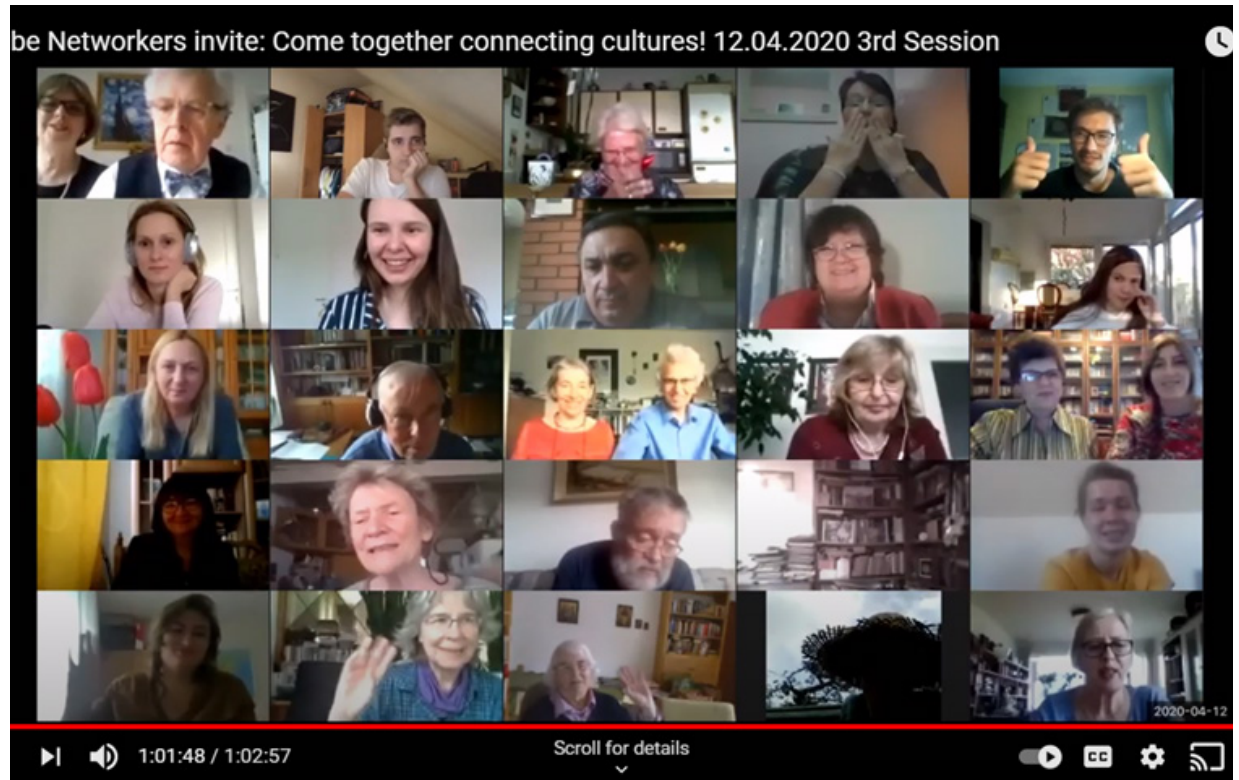 be Networkers invite: Come together connecting cultures! 12.04.2020 3rd Session
2020-04-12
1:01:48 / 1:02:57
Scroll for details
CC